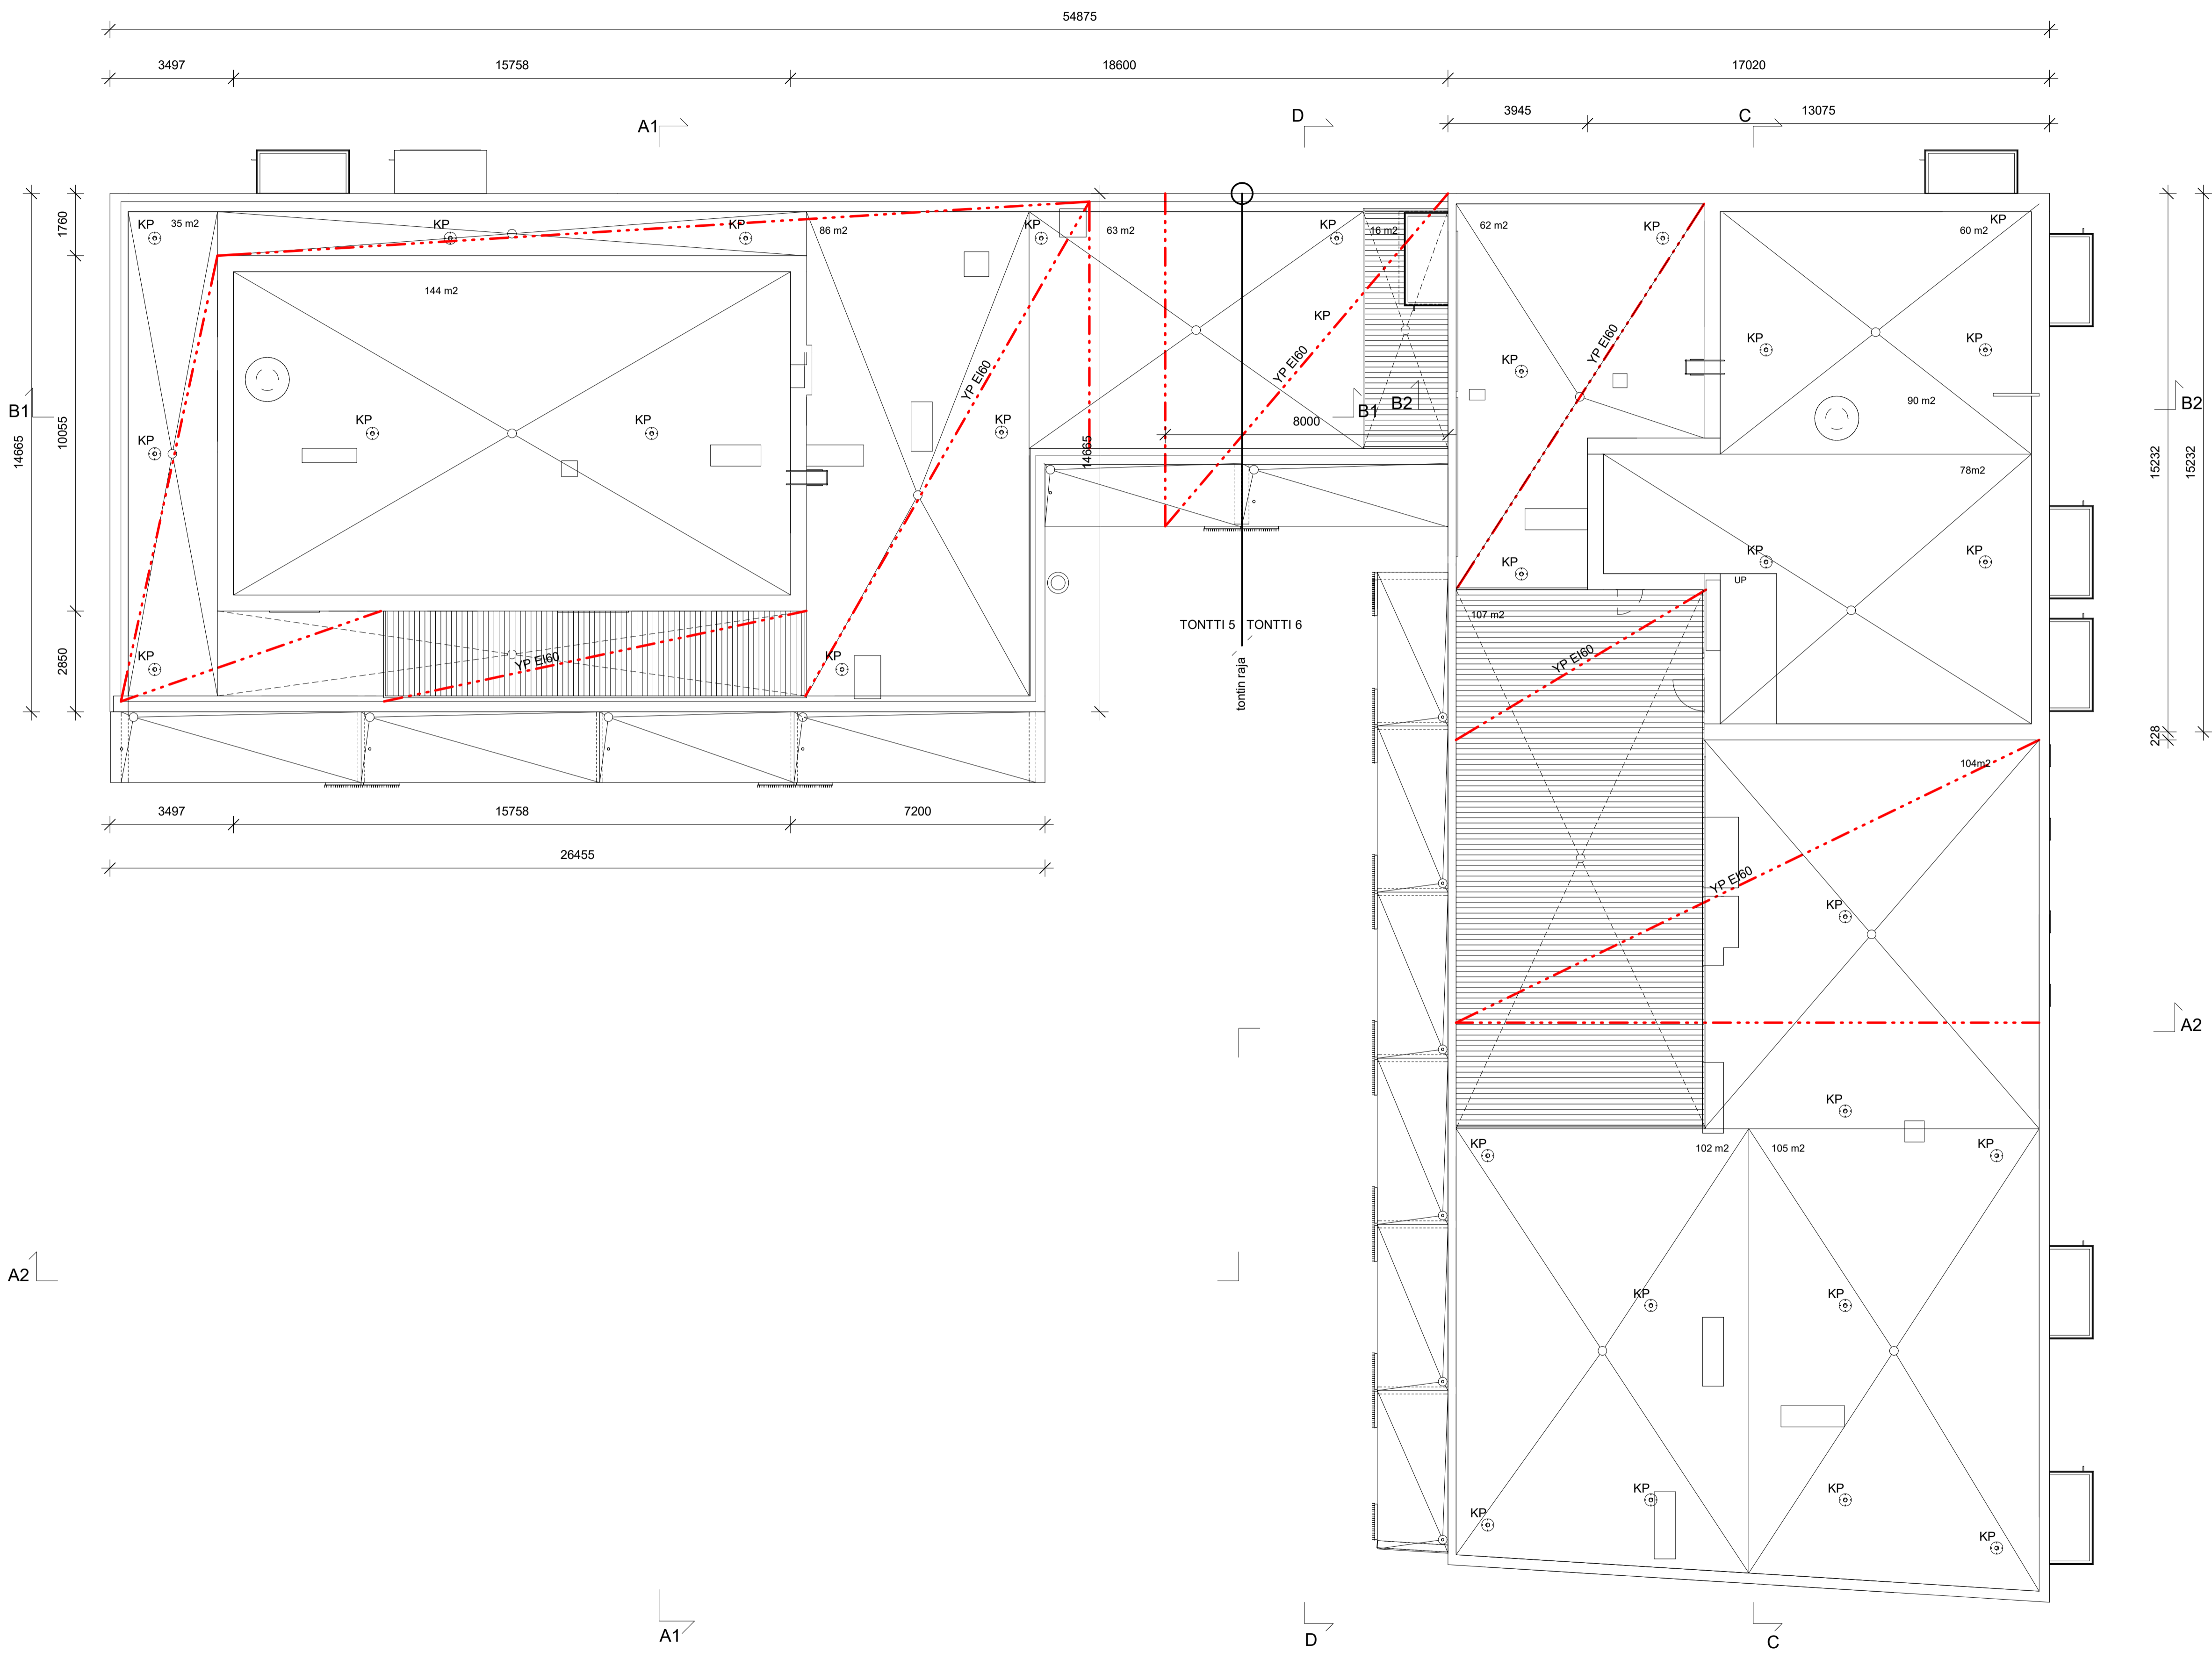 54875
3497 15758 18600 17020
3945 13075
A1 D C
1760
10055
14665
2850
KP 35 m2 KP KP 86 m2 KP 63 m2 KP 16 m2 62 m2 KP KP 60 m2
144 m2
KP
YP EI60
YP EI60
YP EI60
KP KP KP
KP 90 m2
B1 B1 B2 B2
8000
KP KP KP KP
14665
15232
15232
78m2
KP KP KP
UP
107 m2
TONTTI 5 TONTTI 6
tontin raja
KP YP EI60 KP
YP EI60
228
104m2
3497 15758 7200
26455
YP EI60
KP
A2
KP
KP 102 m2 105 m2 KP
A2
KP KP
KP KP
KP KP
A1 D C